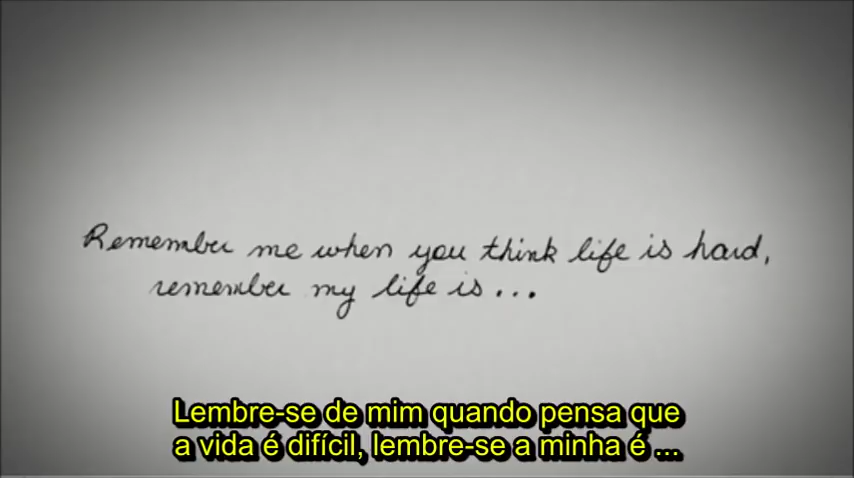 Remember me when you think life is hard,
remember my life is...
Lembre-se de mim quando pensa que
a vida é difícil, lembre-se a minha é ...